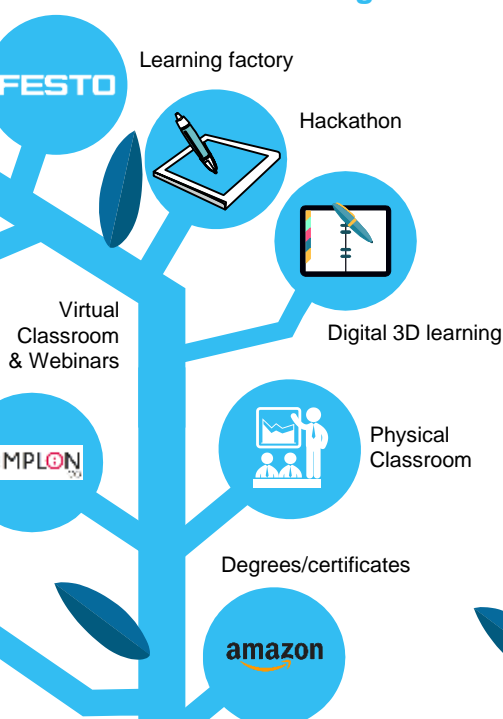 FESTO
Learning factory
Hackathon
Virtual
Classroom
& Webinars
Digital 3D learning
MPLON
Physical
Classroom
Degrees/certificates
amazon